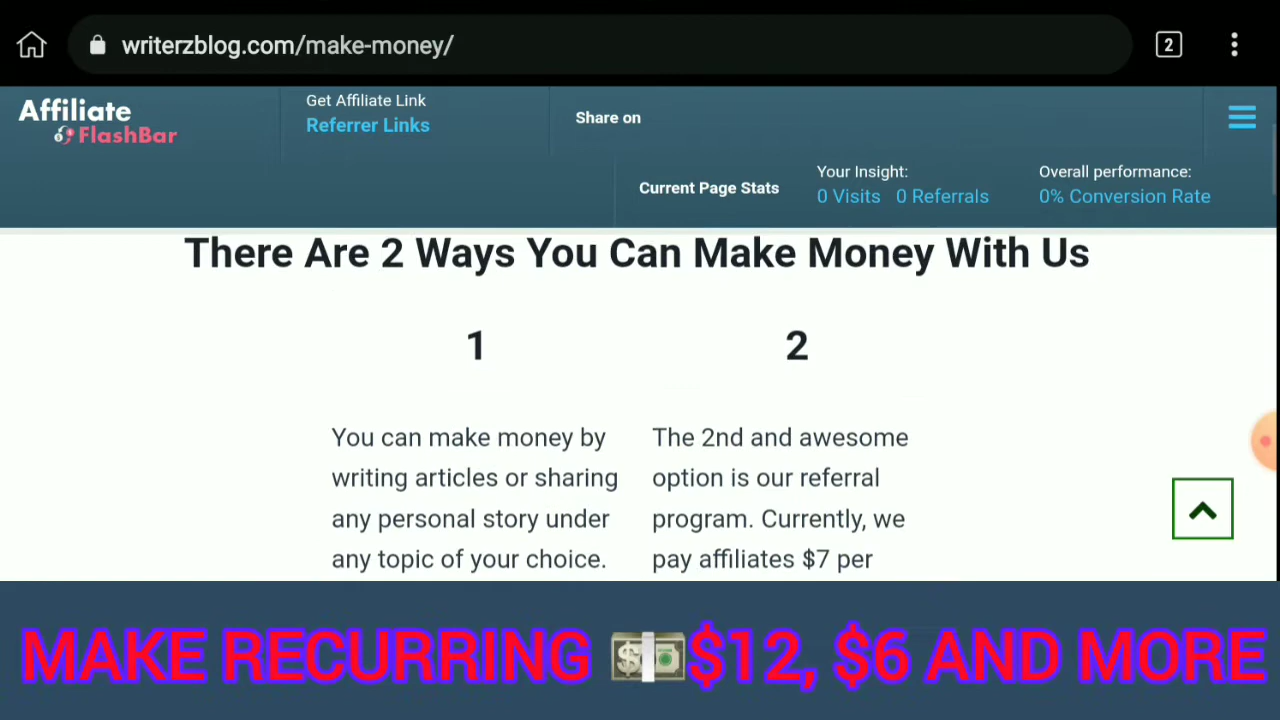 writerzblog.com/make-money/
2
Affiliate
FlashBar
Get Affiliate Link
Referrer Links
Share on
Current Page Stats
Your Insight:
0 Visits 0 Referrals
Overall performance:
0% Conversion Rate
There Are 2 Ways You Can Make Money With Us
1
You can make money by
writing articles or sharing
any personal story under
any topic of your choice.
2
The 2nd and awesome
option is our referral
program. Currently, we
pay affiliates $7 per
MAKE RECURRING 💵$12, $6 AND MORE